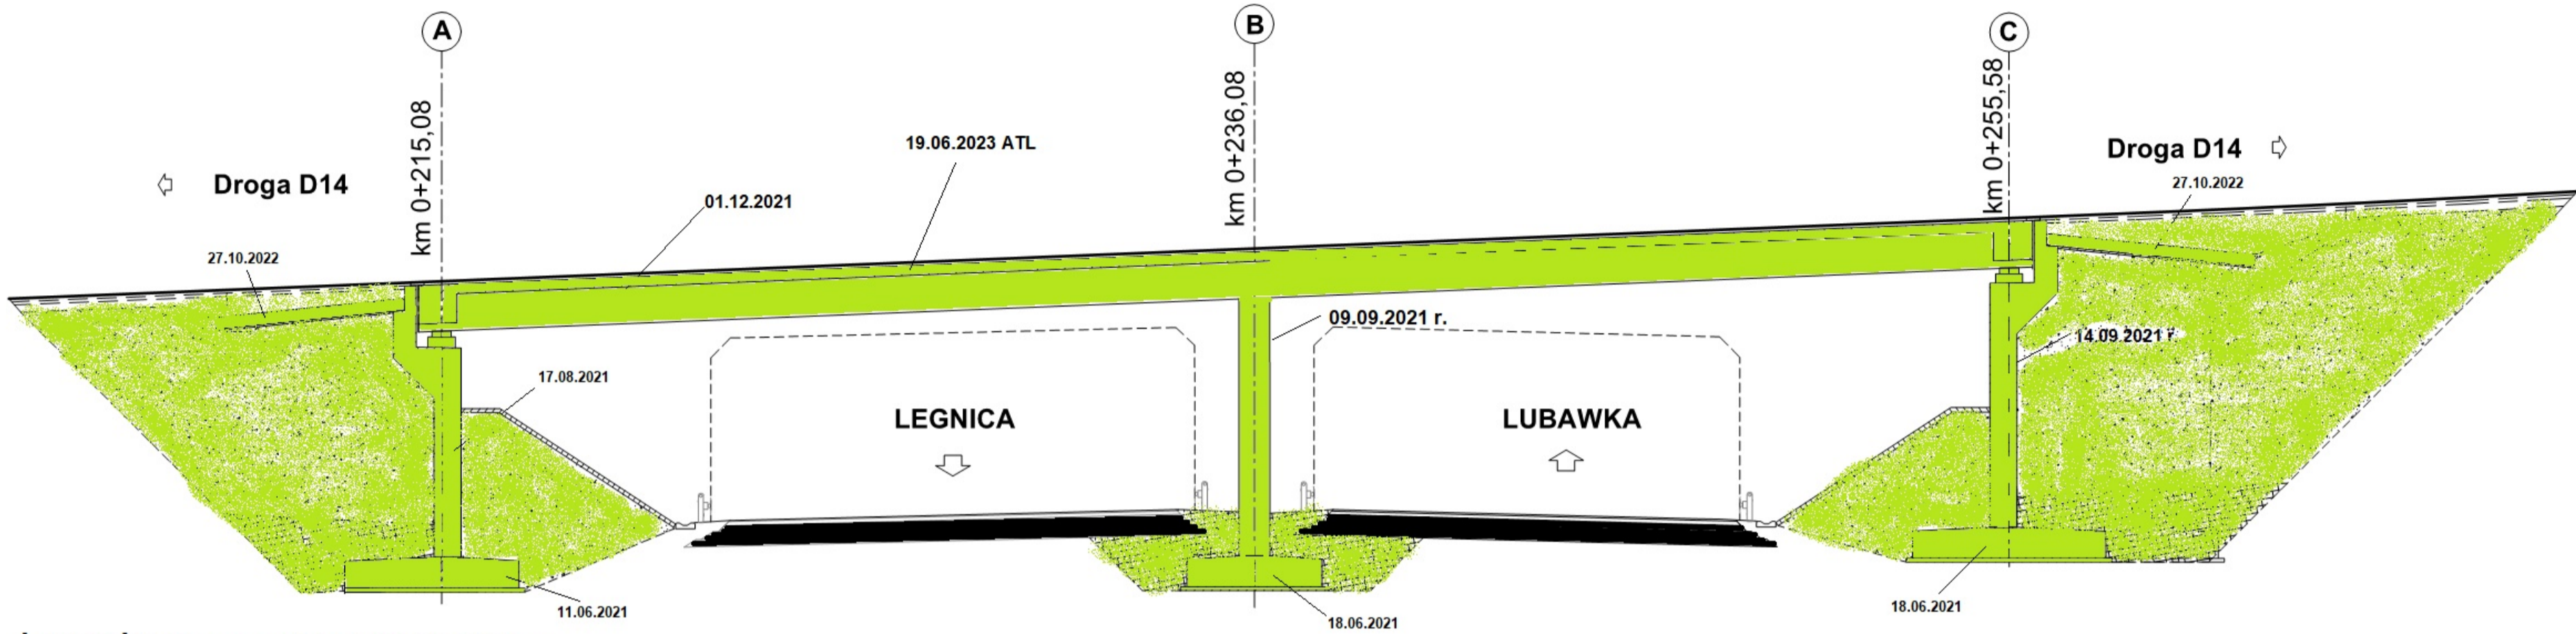 A
B
C
km 0+215,08
km 0+236,08
km 0+255,58
19.06.2023 ATL
Droga D14
Droga D14
27.10.2022
01.12.2021
27.10.2022
09.09.2021 r.
14.09.2021 r.
17.08.2021
LEGNICA
LUBAWKA
11.06.2021
18.06.2021
18.06.2021